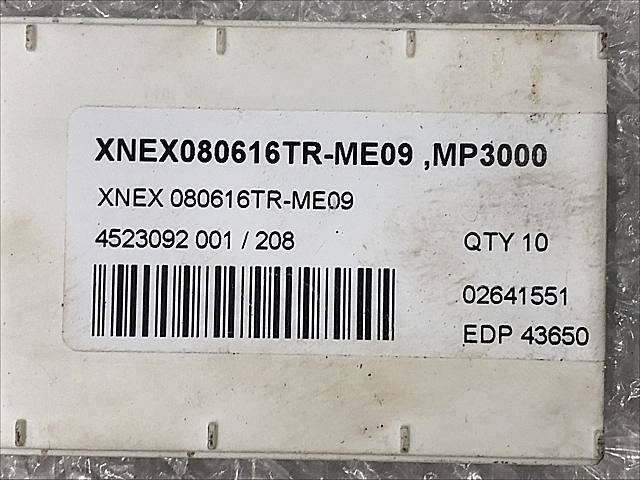 XNEX080616TR-ME09 ,MP3000
XNEX 080616TR-ME09
4523092 001 / 208
QTY 10
02641551
EDP 43650